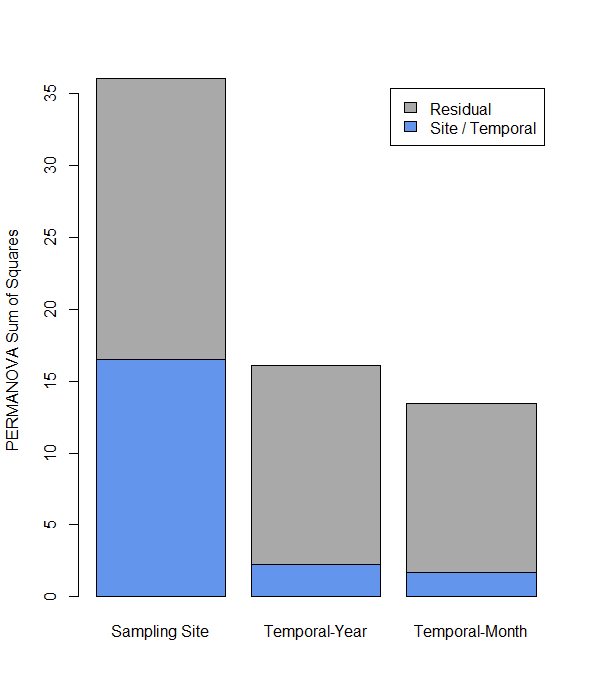 Residual
Site / Temporal
PERMANOVA Sum of Squares
35
30
25
20
15
10
5
0
Sampling Site
Temporal-Year
Temporal-Month